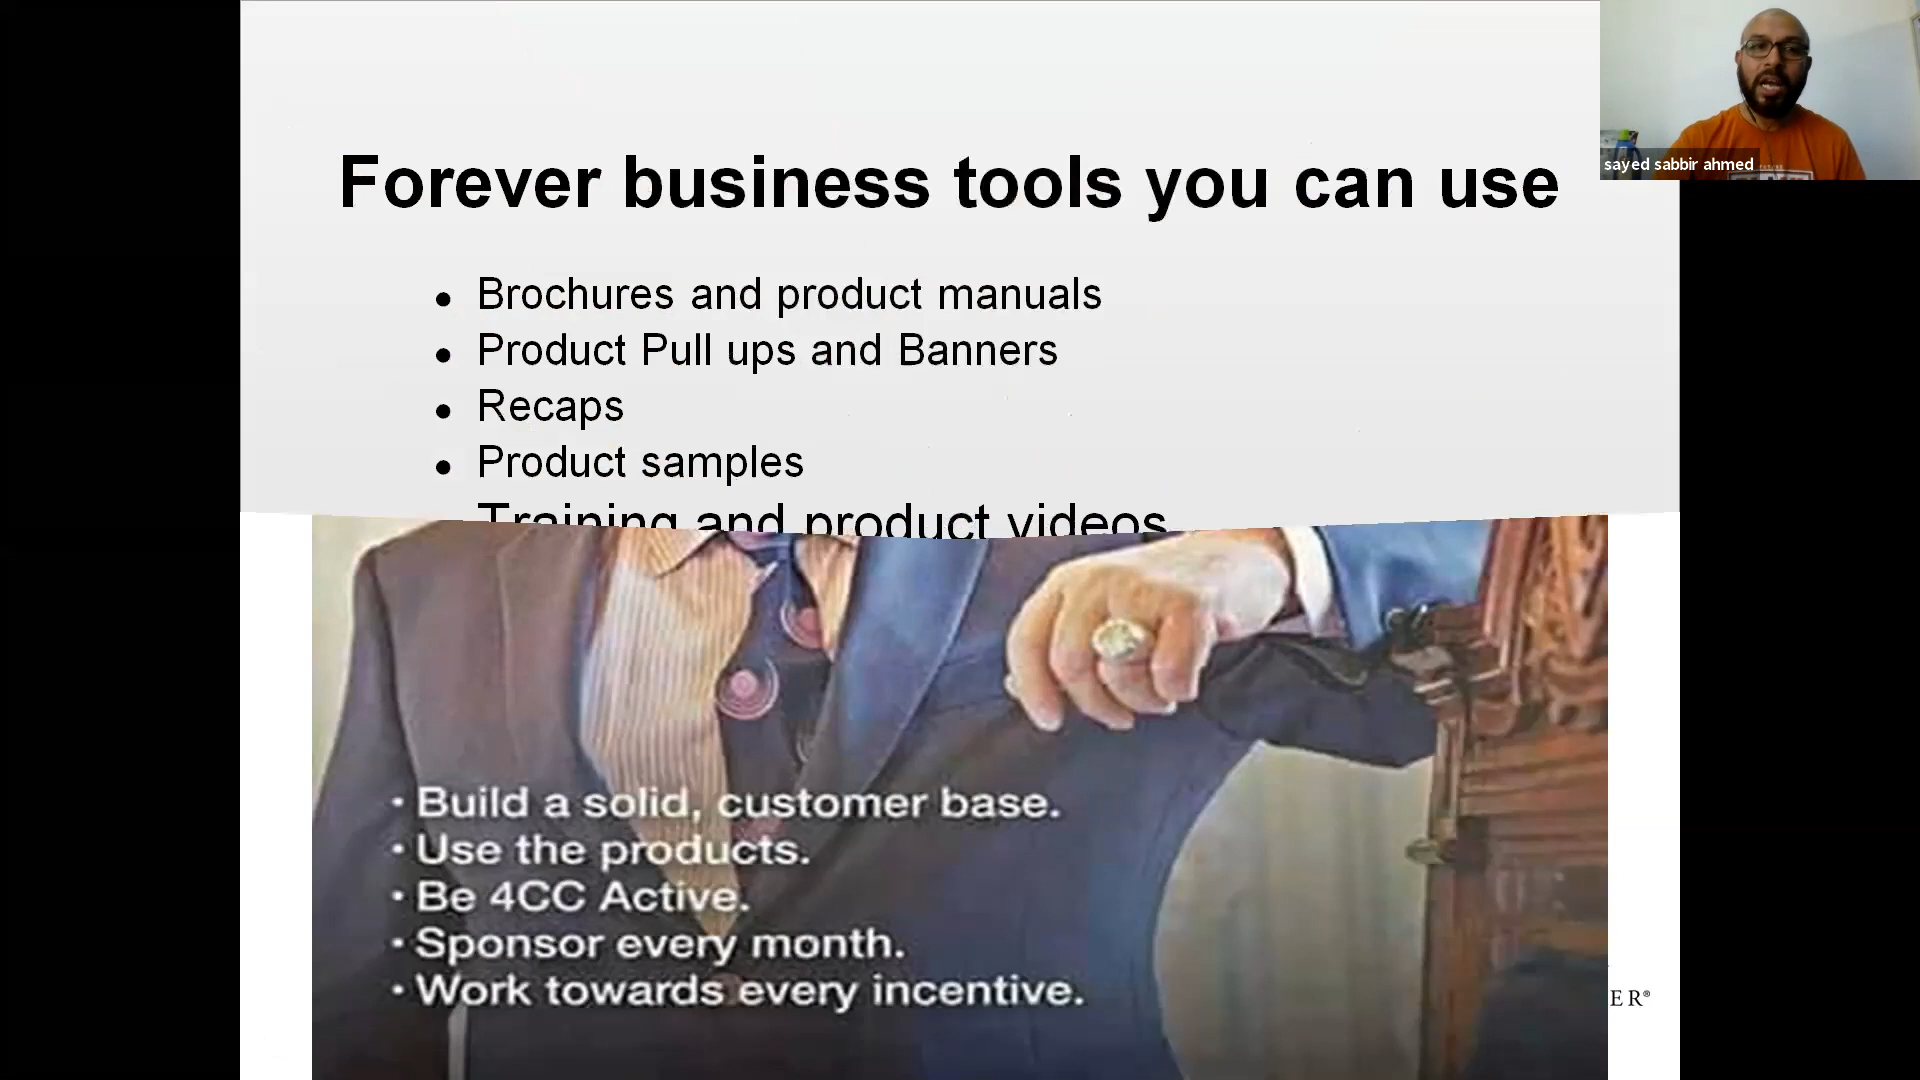 Forever business tools you can use
sayed sabbir ahmed
• Brochures and product manuals
• Product Pull ups and Banners
• Recaps
• Product samples
Training and product videos
• Build a solid, customer base.
• Use the products.
• Be 4CC Active.
• Sponsor every month.
• Work towards every incentive.
ER®